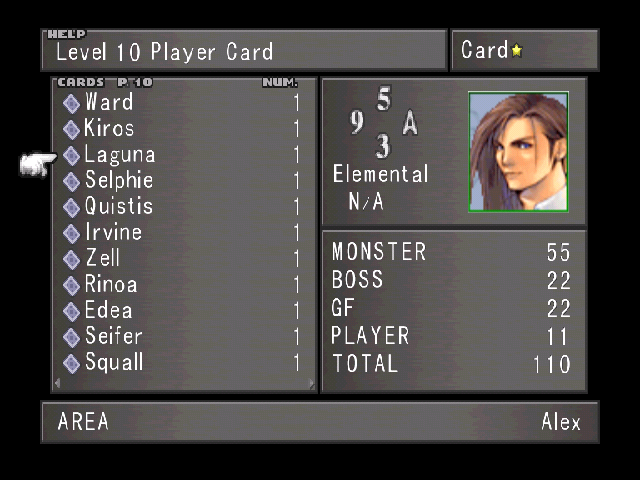 HELP
Level 10 Player Card
Card
CARDS P. 10 NUM.
Ward 1
Kiros 1
Laguna 1
Selphie 1
Quistis 1
Irvine 1
Zell 1
Rinoa 1
Edea 1
Seifer 1
Squall 1
5
9 A
3
Elemental
N/A
MONSTER 55
BOSS 22
GF 22
PLAYER 11
TOTAL 110
AREA Alex